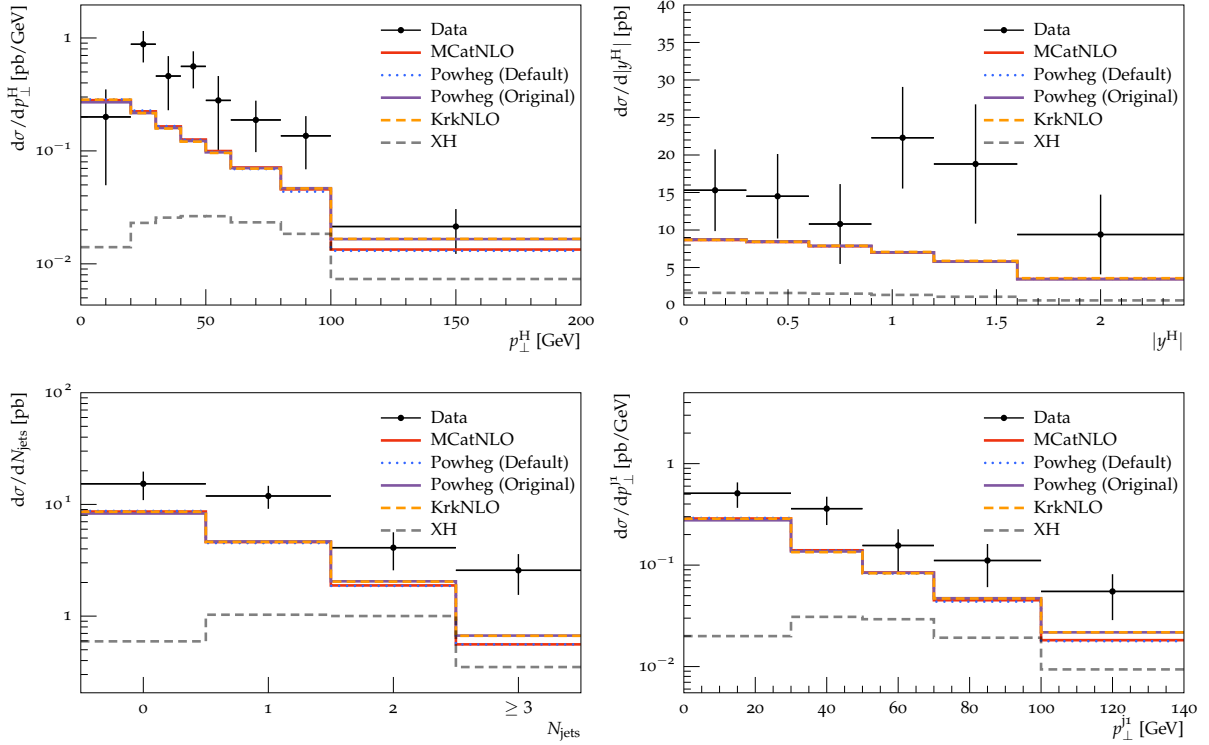 dσ/dp⊥ᴴ [pb/GeV]
1
10⁻¹
10⁻²
Data
MCatNLO
Powheg (Default)
Powheg (Original)
KrkNLO
XH
0 50 100 150 200
p⊥ᴴ [GeV]
dσ/d|yᴴ| [pb]
40
35
30
25
20
15
10
5
0
Data
MCatNLO
Powheg (Default)
Powheg (Original)
KrkNLO
XH
0 0.5 1 1.5 2
|yᴴ|
dσ/dN_jets [pb]
10²
10¹
1
Data
MCatNLO
Powheg (Default)
Powheg (Original)
KrkNLO
XH
0 1 2 ≥ 3
N_jets
dσ/dp⊥ʲ¹ [pb/GeV]
1
10⁻¹
10⁻²
Data
MCatNLO
Powheg (Default)
Powheg (Original)
KrkNLO
XH
0 20 40 60 80 100 120 140
p⊥ʲ¹ [GeV]